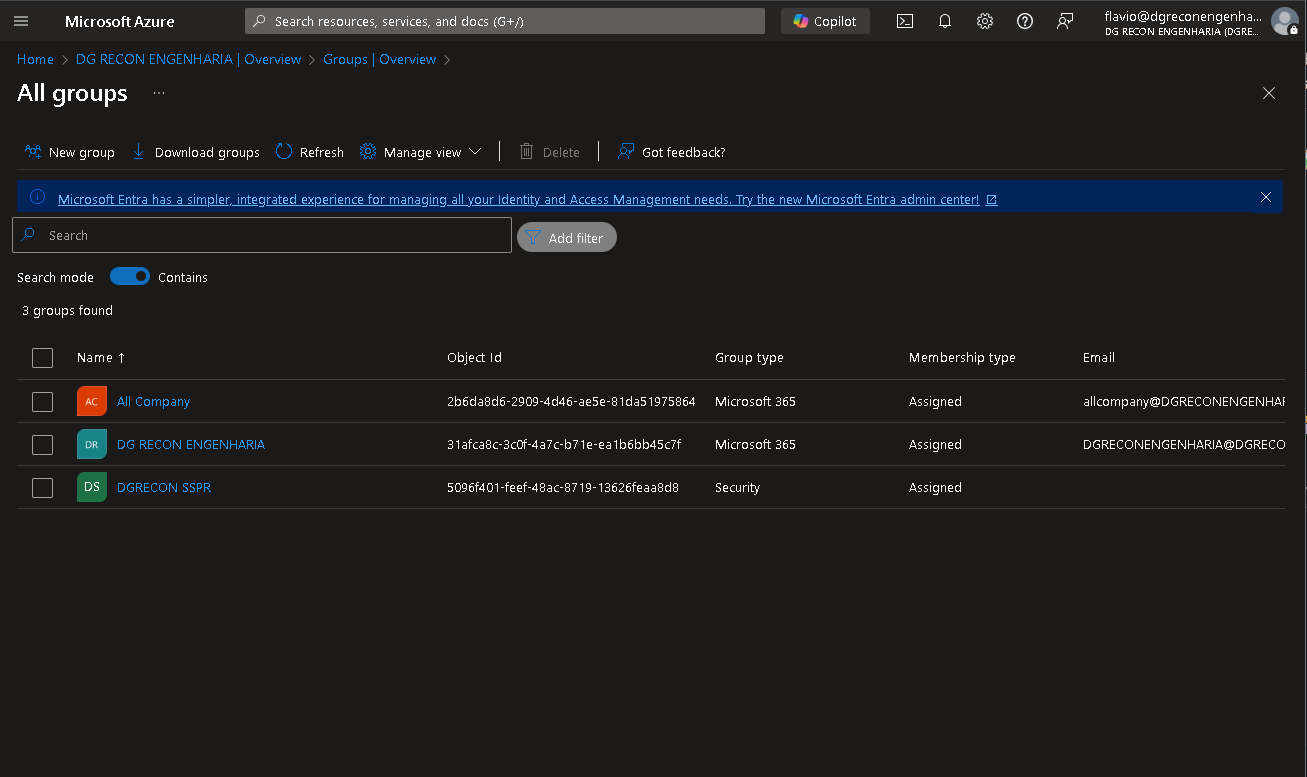 Microsoft Azure
Search resources, services, and docs (G+/)
Copilot
flavio@dgreconengenha...
DG RECON ENGENHARIA (DGRE...
Home > DG RECON ENGENHARIA | Overview > Groups | Overview >
All groups ...
New group
Download groups
Refresh
Manage view
Delete
Got feedback?
Microsoft Entra has a simpler, integrated experience for managing all your Identity and Access Management needs. Try the new Microsoft Entra admin center!
Search
Add filter
Search mode Contains
3 groups found
Name ↑ Object Id Group type Membership type Email
AC All Company 2b6da8d6-2909-4d46-ae5e-81da51975864 Microsoft 365 Assigned allcompany@DGRECONENGENHAR
DR DG RECON ENGENHARIA 31afca8c-3c0f-4a7c-b71e-ea1b6bb45c7f Microsoft 365 Assigned DGRECONENGENHARIA@DGRECO
DS DGRECON SSPR 5096f401-feef-48ac-8719-13626feaa8d8 Security Assigned